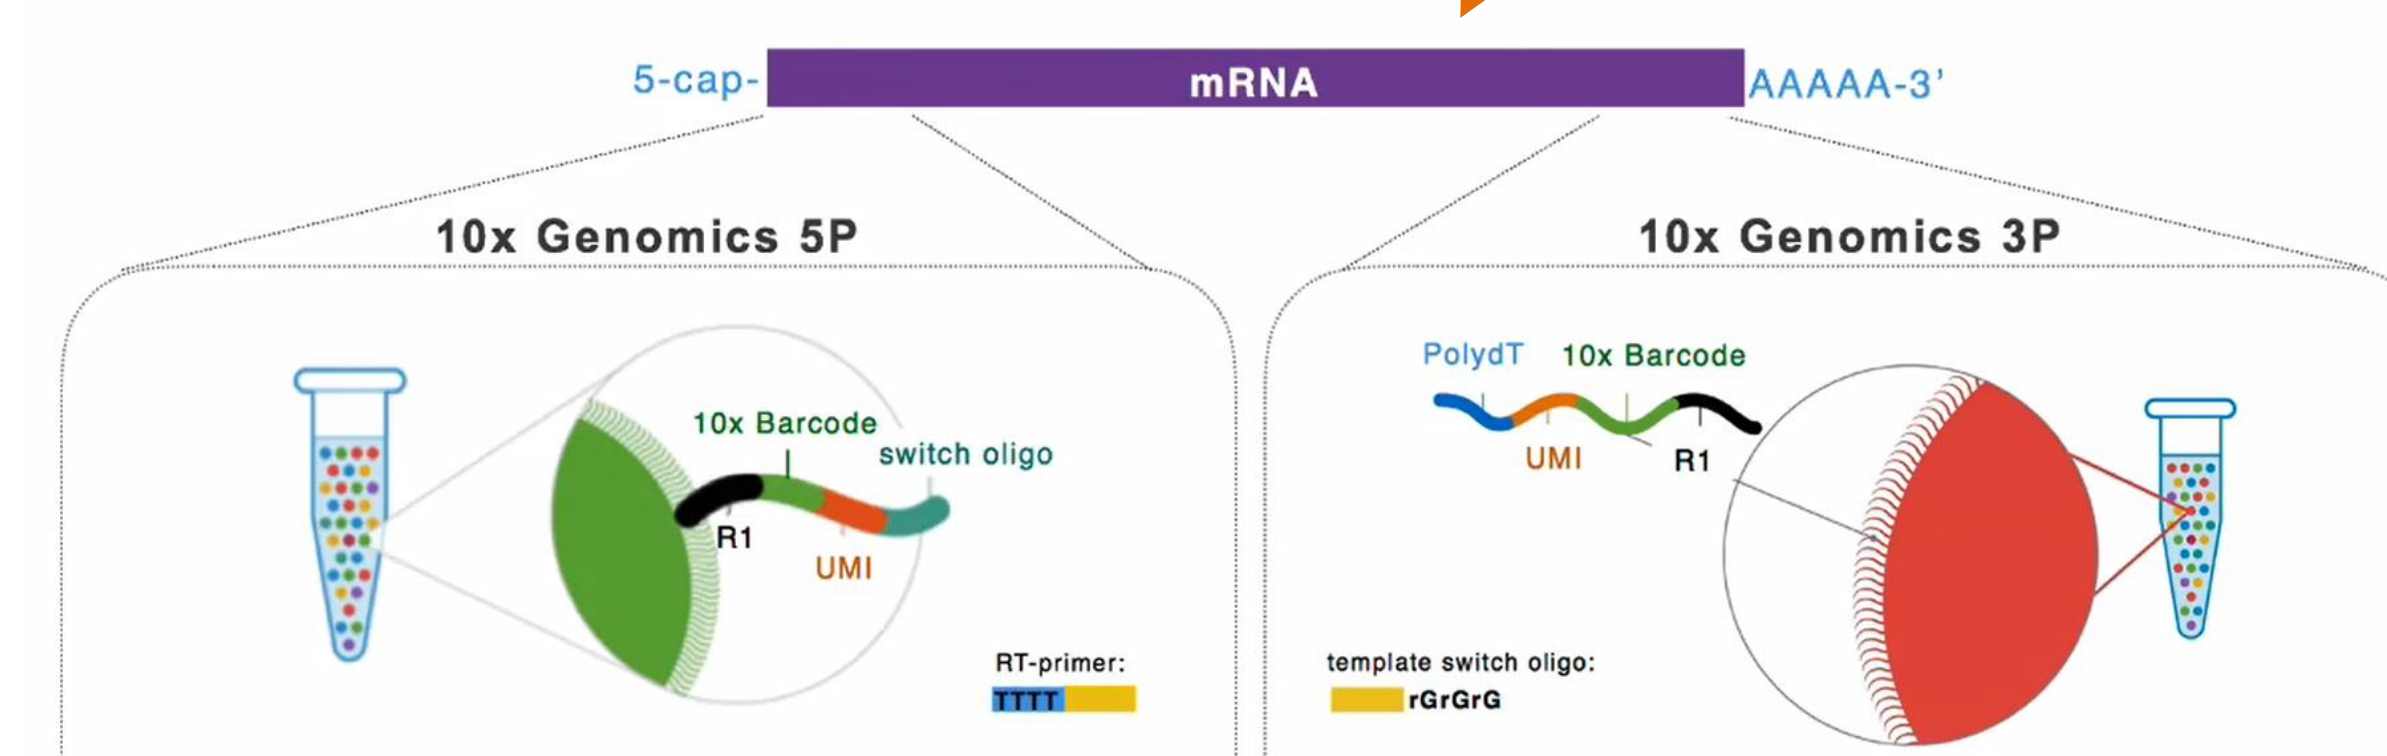 5-cap- mRNA AAAAA-3'
10x Genomics 5P
10x Genomics 3P
10x Barcode
switch oligo
R1
UMI
RT-primer:
TTTT
PolydT 10x Barcode
UMI R1
template switch oligo:
rGrGrG